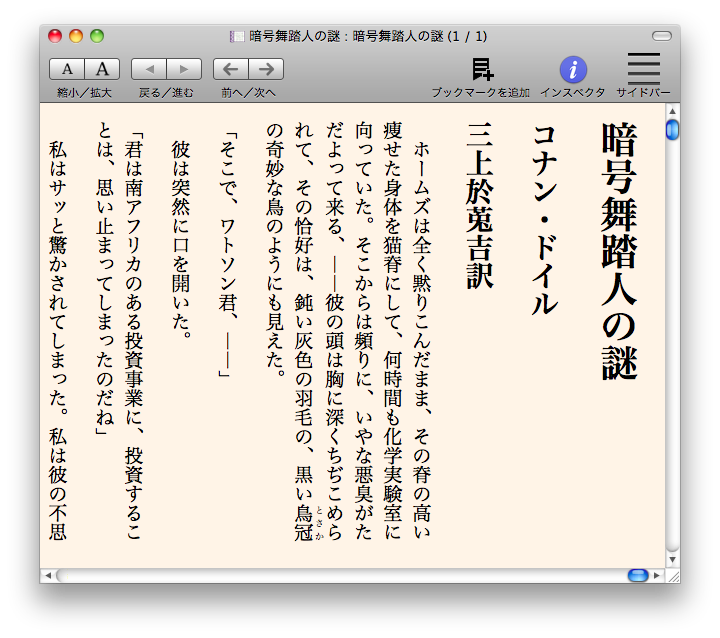 暗号舞踏人の謎 : 暗号舞踏人の謎 (1 / 1)
A A
縮小／拡大
戻る／進む
前へ／次へ
ブックマークを追加
インスペクタ
サイドバー
暗号舞踏人の謎
コナン・ドイル
三上於菟吉訳
ホームズは全く黙りこんだまま、その脊の高い
痩せた身体を猫脊にして、何時間も化学実験室に
向っていた。そこからは頻りに、いやな悪臭がた
だよって来る、――彼の頭は胸に深くちぢこめら
れて、その恰好は、鈍い灰色の羽毛の、黒い鳥冠
とさか
の奇妙な鳥のようにも見えた。
「そこで、ワトソン君、――」
彼は突然に口を開いた。
「君は南アフリカのある投資事業に、投資するこ
とは、思い止まってしまったのだね」
私はサッと驚かされてしまった。私は彼の不思